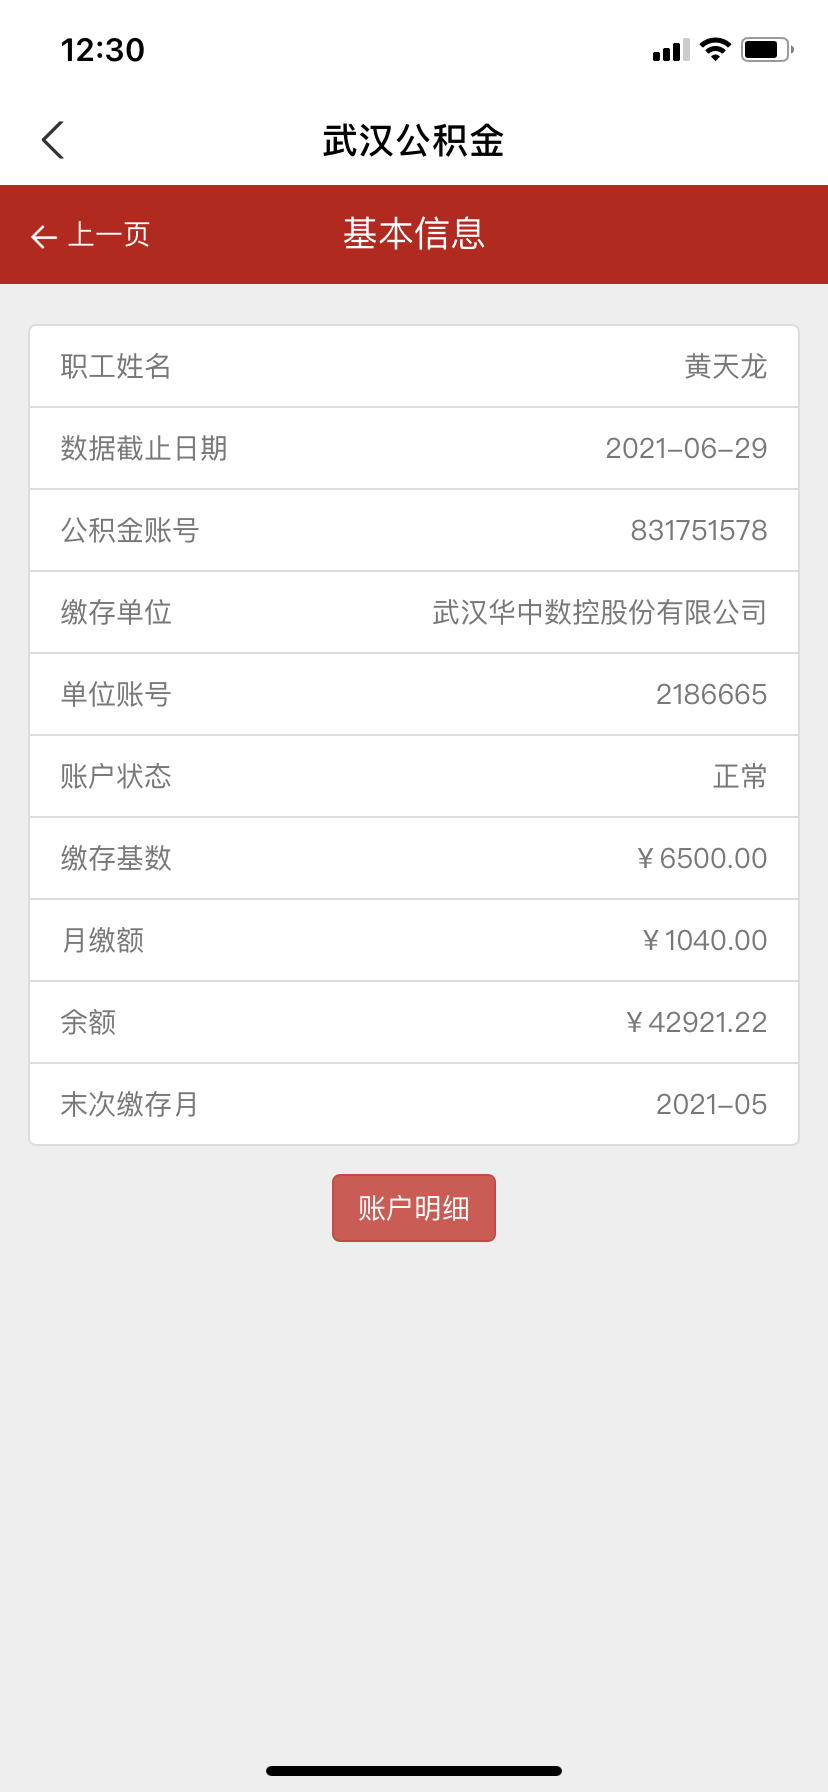 12:30
武汉公积金
上一页 基本信息
职工姓名 黄天龙
数据截止日期 2021-06-29
公积金账号 831751578
缴存单位 武汉华中数控股份有限公司
单位账号 2186665
账户状态 正常
缴存基数 ¥6500.00
月缴额 ¥1040.00
余额 ¥42921.22
末次缴存月 2021-05
账户明细